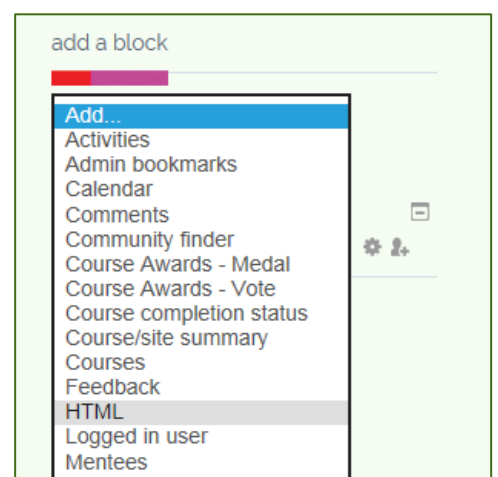 add a block
Add...
Activities
Admin bookmarks
Calendar
Comments
Community finder
Course Awards - Medal
Course Awards - Vote
Course completion status
Course/site summary
Courses
Feedback
HTML
Logged in user
Mentees